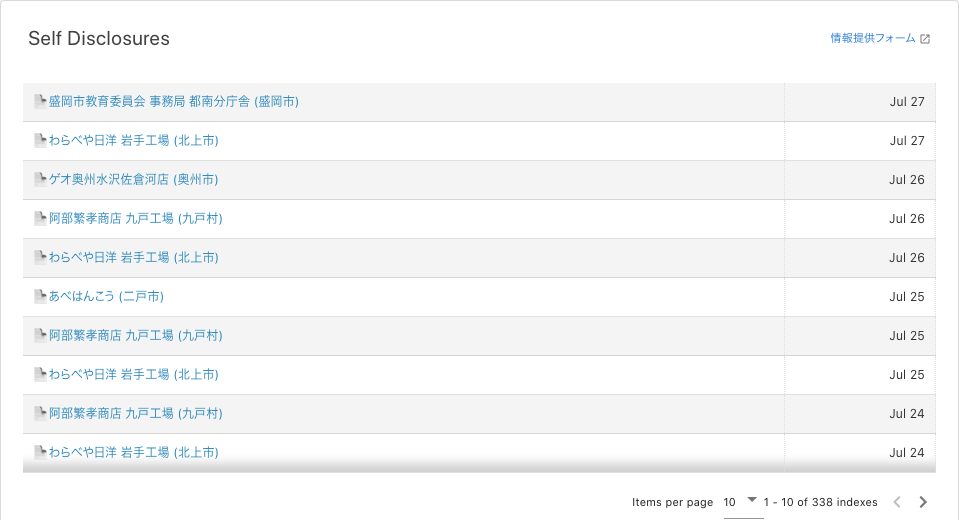 Self Disclosures
情報提供フォーム
盛岡市教育委員会 事務局 都南分庁舎 (盛岡市) Jul 27
わらべや日洋 岩手工場 (北上市) Jul 27
ゲオ奥州水沢佐倉河店 (奥州市) Jul 26
阿部繁孝商店 九戸工場 (九戸村) Jul 26
わらべや日洋 岩手工場 (北上市) Jul 26
あべはんこう (二戸市) Jul 25
阿部繁孝商店 九戸工場 (九戸村) Jul 25
わらべや日洋 岩手工場 (北上市) Jul 25
阿部繁孝商店 九戸工場 (九戸村) Jul 24
わらべや日洋 岩手工場 (北上市) Jul 24
Items per page 10 1 - 10 of 338 indexes